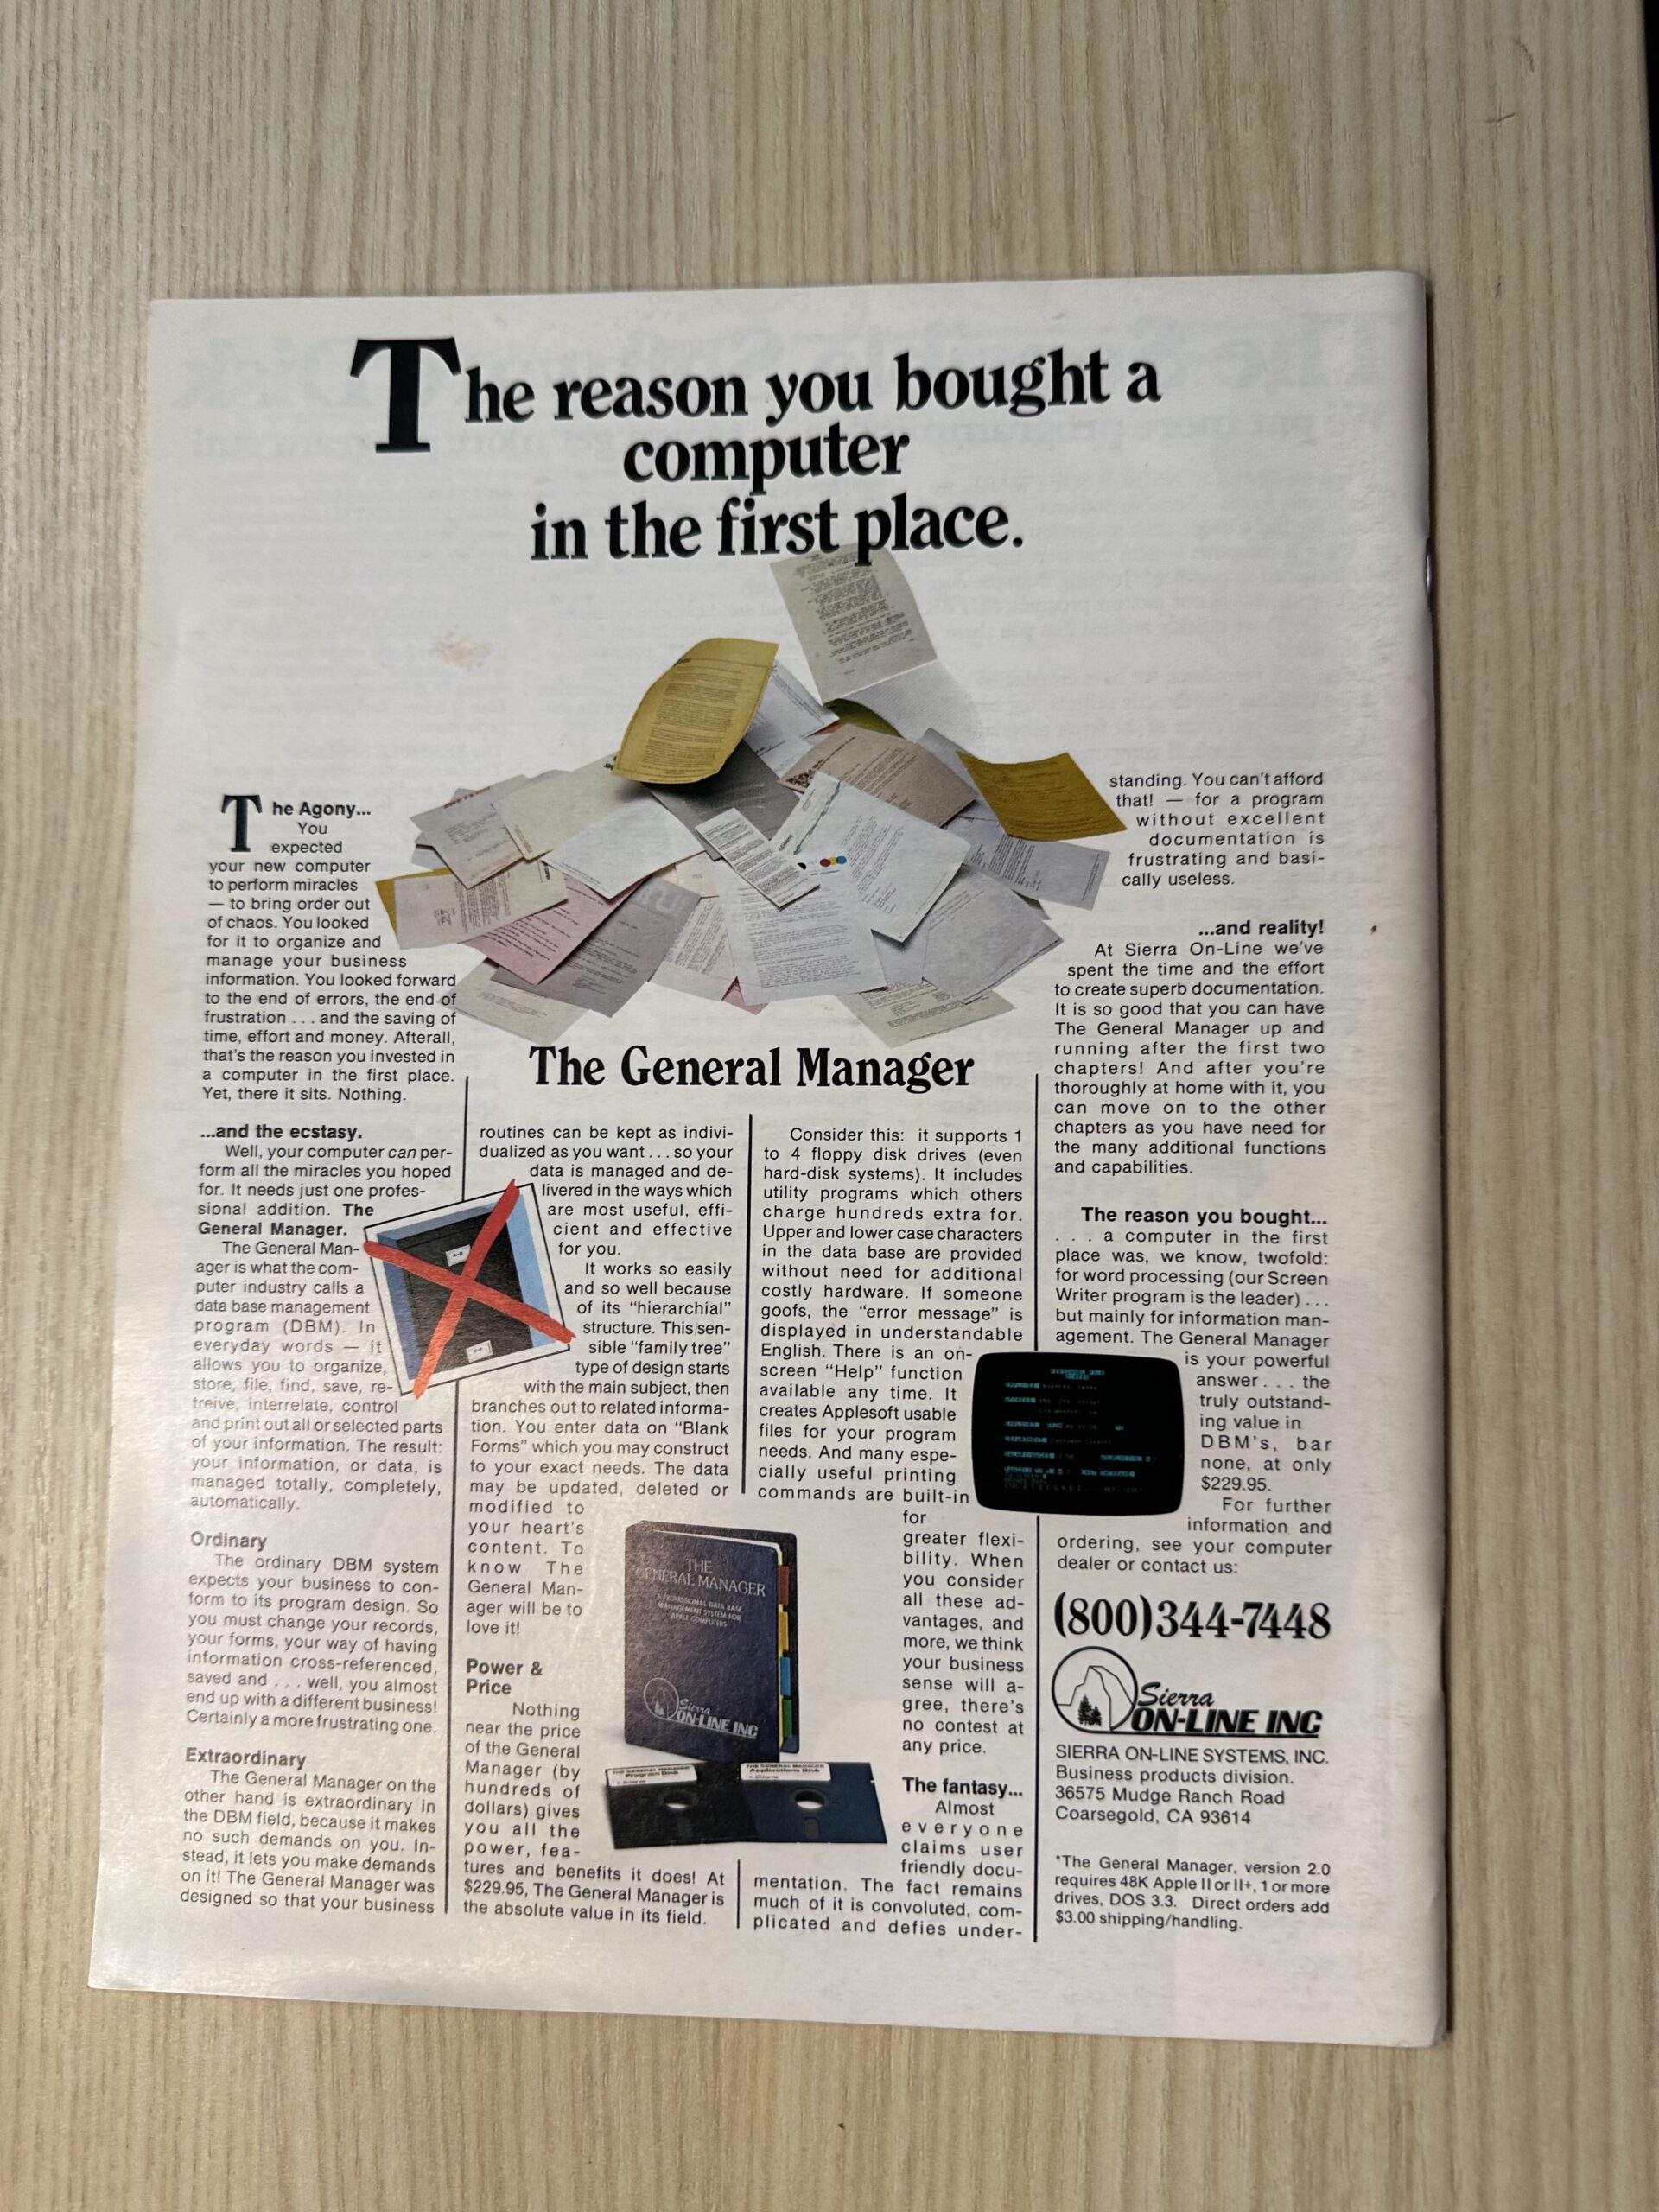 The reason you bought a
computer
in the first place.
The Agony...
You
expected
your new computer
to perform miracles
— to bring order out
of chaos. You looked
for it to organize and
manage your business
information. You looked forward
to the end of errors, the end of
frustration . . . and the saving of
time, effort and money. Afterall,
that's the reason you invested in
a computer in the first place.
Yet, there it sits. Nothing.
...and the ecstasy.
Well, your computer can per-
form all the miracles you hoped
for. It needs just one profes-
sional addition. The
General Manager.
The General Man-
ager is what the com-
puter industry calls a
data base management
program (DBM). In
everyday words — it
allows you to organize,
store, file, find, save, re-
treive, interrelate, control
and print out all or selected parts
of your information. The result:
your information, or data, is
managed totally, completely,
automatically.
Ordinary
The ordinary DBM system
expects your business to con-
form to its program design. So
you must change your records,
your forms, your way of having
information cross-referenced,
saved and . . . well, you almost
end up with a different business!
Certainly a more frustrating one.
Extraordinary
The General Manager on the
other hand is extraordinary in
the DBM field, because it makes
no such demands on you. In-
stead, it lets you make demands
on it! The General Manager was
designed so that your business
The General Manager
routines can be kept as indivi-
dualized as you want . . . so your
data is managed and de-
livered in the ways which
are most useful, effi-
cient and effective
for you.
It works so easily
and so well because
of its "hierarchial"
structure. This sen-
sible "family tree"
type of design starts
with the main subject, then
branches out to related informa-
tion. You enter data on "Blank
Forms" which you may construct
to your exact needs. The data
may be updated, deleted or
modified to
your heart's
content. To
know The
General Man-
ager will be to
love it!
Power &
Price
Nothing
near the price
of the General
Manager (by
hundreds of
dollars) gives
you all the
power, fea-
tures and benefits it does! At
$229.95, The General Manager is
the absolute value in its field.
THE
GENERAL MANAGER
A PROFESSIONAL DATA BASE
MANAGEMENT SYSTEM FOR
APPLE COMPUTERS
Sierra
ON-LINE INC
THE GENERAL MANAGER
Program Disk
THE GENERAL MANAGER
Applications Disk
Consider this: it supports 1
to 4 floppy disk drives (even
hard-disk systems). It includes
utility programs which others
charge hundreds extra for.
Upper and lower case characters
in the data base are provided
without need for additional
costly hardware. If someone
goofs, the "error message" is
displayed in understandable
English. There is an on-
screen "Help" function
available any time. It
creates Applesoft usable
files for your program
needs. And many espe-
cially useful printing
commands are built-in
for
greater flexi-
bility. When
you consider
all these ad-
vantages, and
more, we think
your business
sense will a-
gree, there's
no contest at
any price.
The fantasy...
Almost
everyone
claims user
friendly docu-
mentation. The fact remains
much of it is convoluted, com-
plicated and defies under-
standing. You can't afford
that! — for a program
without excellent
documentation is
frustrating and basi-
cally useless.
...and reality!
At Sierra On-Line we've
spent the time and the effort
to create superb documentation.
It is so good that you can have
The General Manager up and
running after the first two
chapters! And after you're
thoroughly at home with it, you
can move on to the other
chapters as you have need for
the many additional functions
and capabilities.
The reason you bought...
. . . a computer in the first
place was, we know, twofold:
for word processing (our Screen
Writer program is the leader) . . .
but mainly for information man-
agement. The General Manager
is your powerful
answer . . . the
truly outstand-
ing value in
DBM's, bar
none, at only
$229.95.
For further
information and
ordering, see your computer
dealer or contact us:
(800)344-7448
Sierra
ON-LINE INC
SIERRA ON-LINE SYSTEMS, INC.
Business products division.
36575 Mudge Ranch Road
Coarsegold, CA 93614
*The General Manager, version 2.0
requires 48K Apple II or II+, 1 or more
drives, DOS 3.3. Direct orders add
$3.00 shipping/handling.